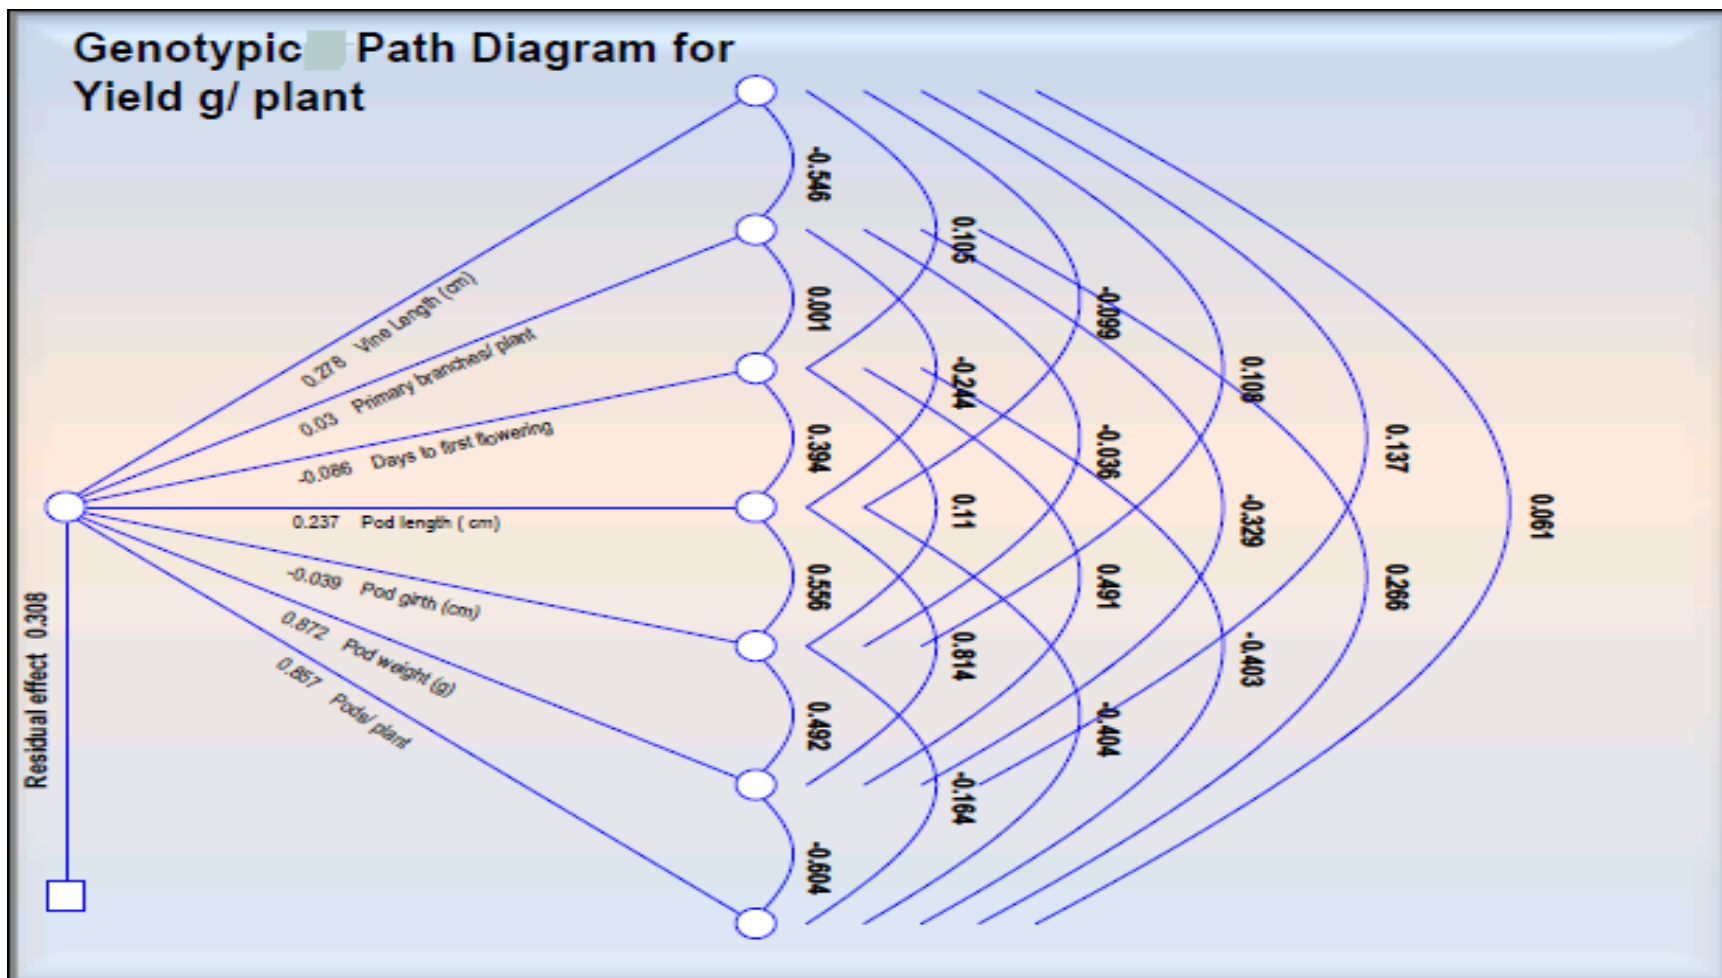 Genotypic Path Diagram for
Yield g/ plant
0.278 Vine Length (cm)
0.03 Primary branches/ plant
-0.086 Days to first flowering
0.237 Pod length ( cm)
-0.039 Pod girth (cm)
0.872 Pod weight (g)
0.857 Pods/ plant
Residual effect 0.308
-0.546
0.001
0.394
0.556
0.492
-0.604
0.105
-0.244
0.11
0.814
-0.164
-0.099
-0.036
0.491
-0.404
0.108
-0.329
-0.403
0.137
0.266
0.061